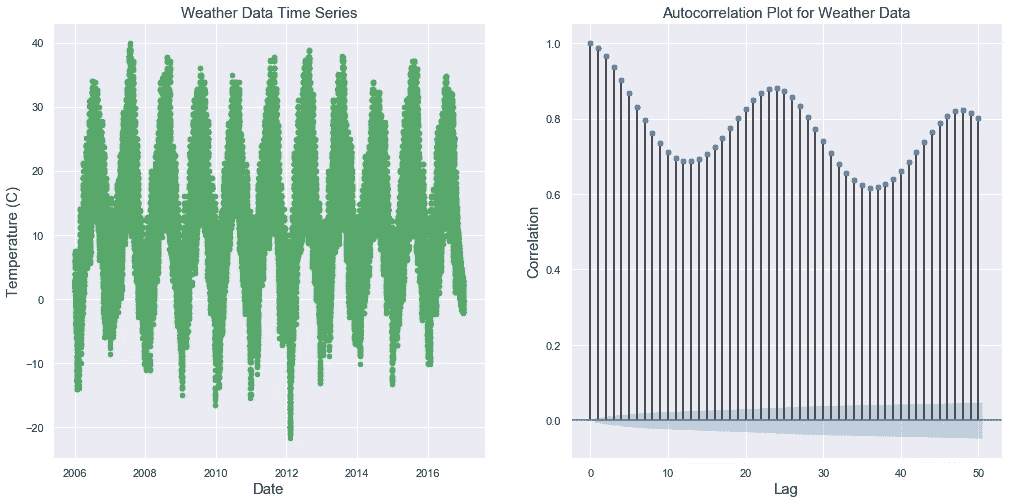 Weather Data Time Series
40
30
20
10
0
−10
−20
Temperature (C)
2006 2008 2010 2012 2014 2016
Date
Autocorrelation Plot for Weather Data
1.0
0.8
0.6
0.4
0.2
0.0
Correlation
0 10 20 30 40 50
Lag